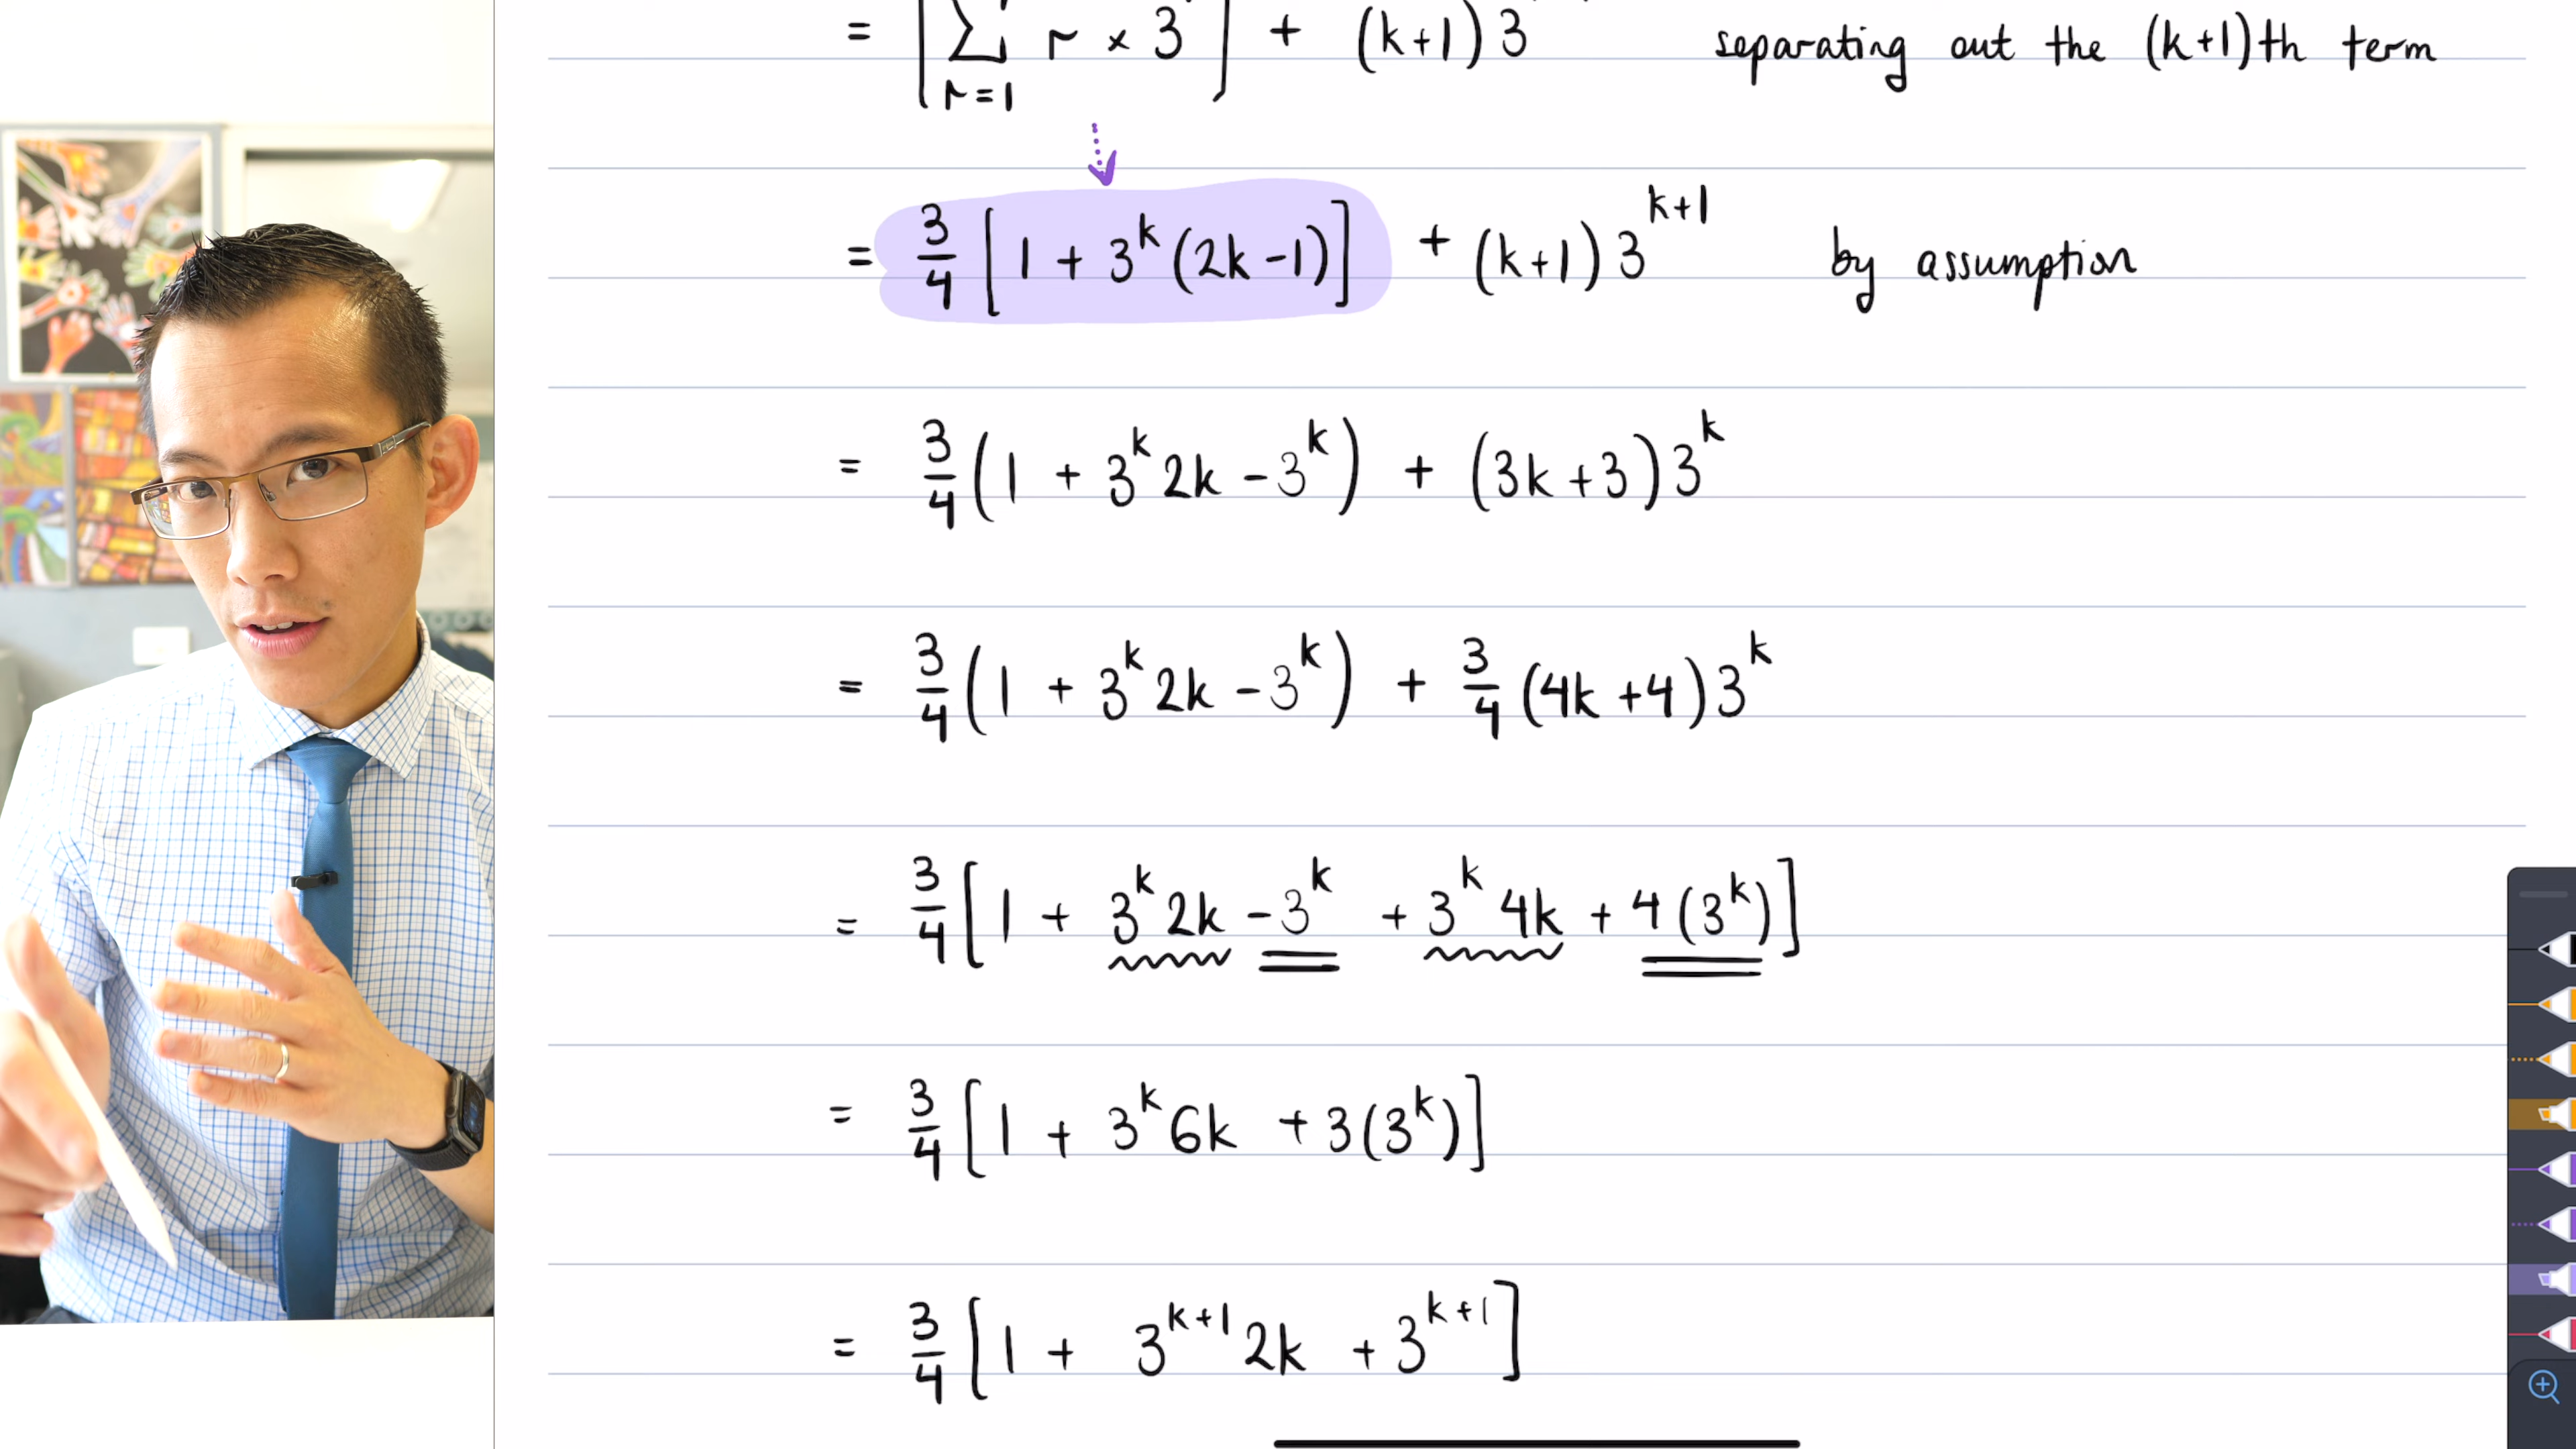 = [∑ r × 3] + (k+1) 3 separating out the (k+1)th term
r=1
= 3/4 [1 + 3^k (2k -1)] + (k+1) 3^(k+1) by assumption
= 3/4 (1 + 3^k 2k - 3^k) + (3k + 3) 3^k
= 3/4 (1 + 3^k 2k - 3^k) + 3/4 (4k + 4) 3^k
= 3/4 [1 + 3^k 2k - 3^k + 3^k 4k + 4 (3^k)]
= 3/4 [1 + 3^k 6k + 3(3^k)]
= 3/4 [1 + 3^(k+1) 2k + 3^(k+1)]